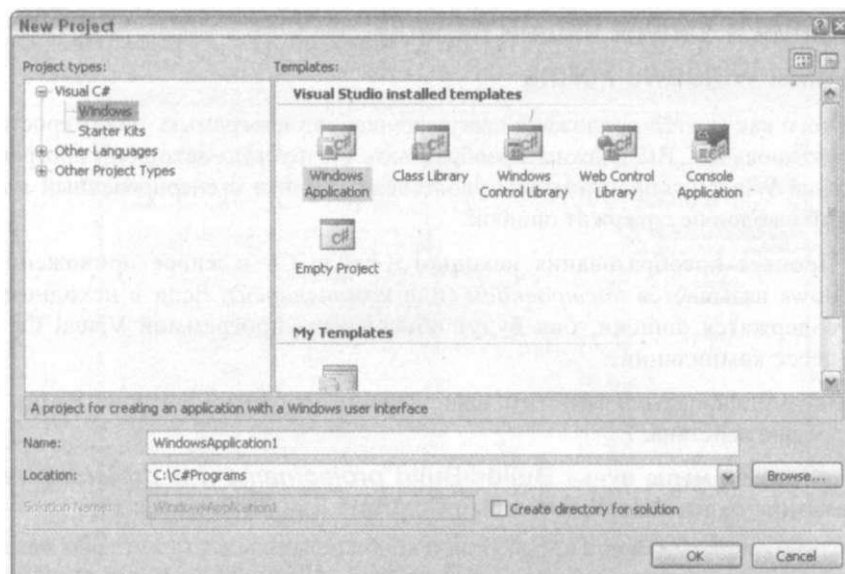 New Project
Project types:
Templates:
Visual C#
Windows
Starter Kits
Other Languages
Other Project Types
Visual Studio installed templates
Windows Application
Class Library
Windows Control Library
Web Control Library
Console Application
Empty Project
My Templates
A project for creating an application with a Windows user interface
Name:
WindowsApplication1
Location:
C:\C#Programs
Browse...
Solution Name:
WindowsApplication1
Create directory for solution
OK
Cancel